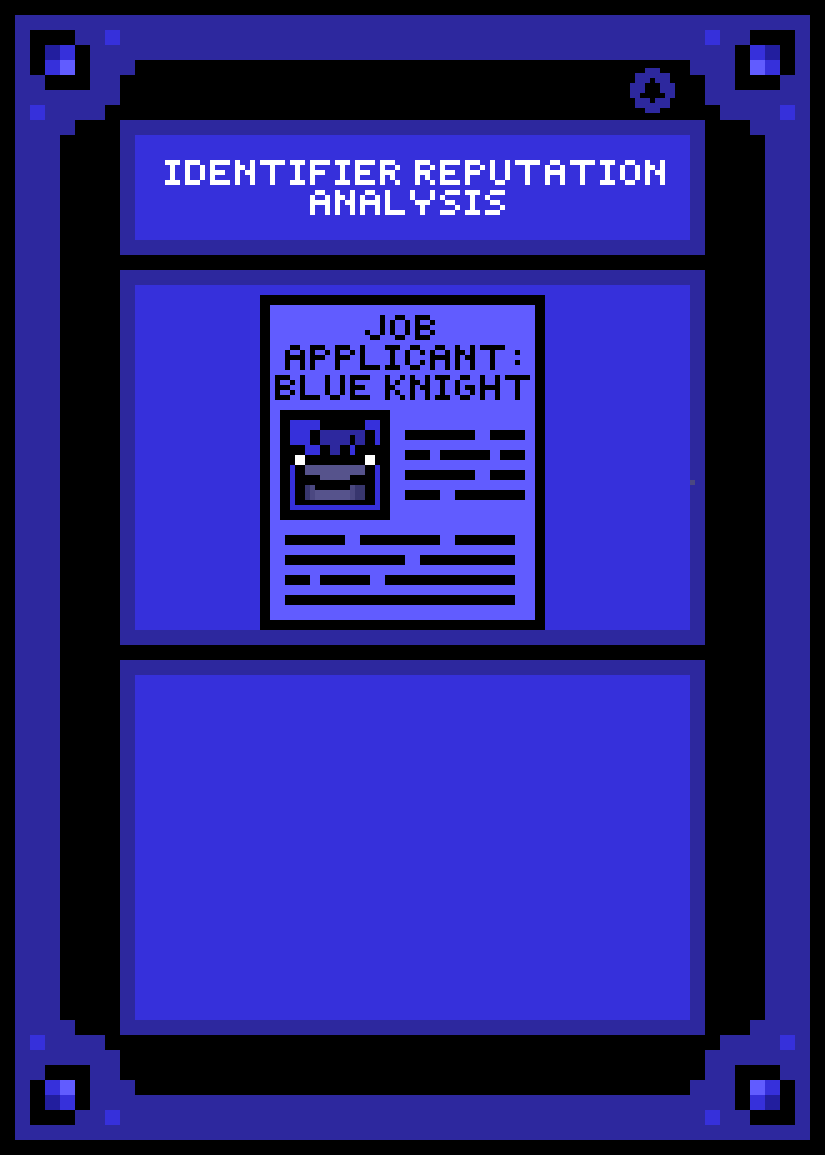 IDENTIFIER REPUTATION
ANALYSIS
JOB
APPLICANT:
BLUE KNIGHT